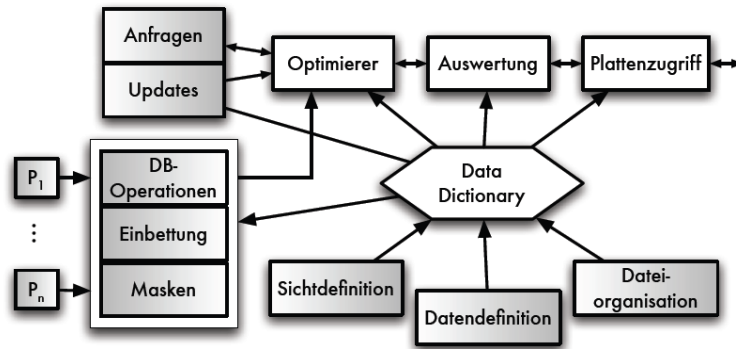 Anfragen
Updates
Optimierer
Auswertung
Plattenzugriff
P1
⋮
Pn
DB-
Operationen
Einbettung
Masken
Data
Dictionary
Sichtdefinition
Datendefinition
Datei-
organisation